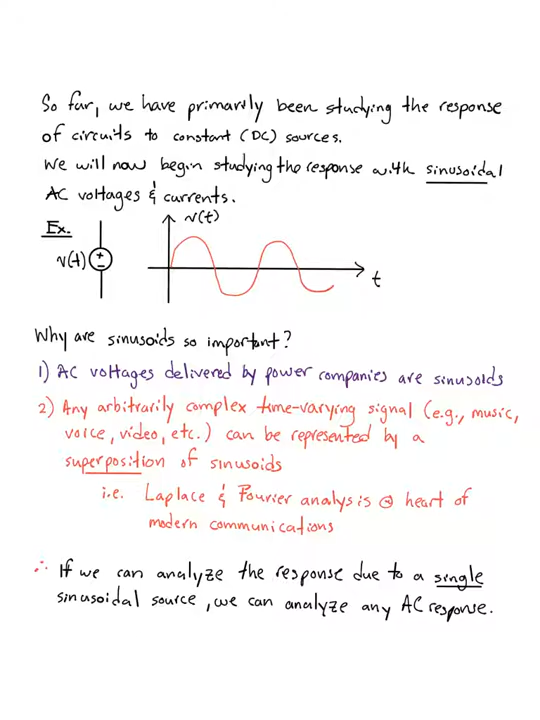 So far, we have primarily been studying the response
of circuits to constant (DC) sources.
We will now begin studying the response with sinusoidal
AC voltages & currents.
Ex.
v(t)
v(t)
+
-
t
Why are sinusoids so important?
1) AC voltages delivered by power companies are sinusoids
2) Any arbitrarily complex time-varying signal (e.g., music,
voice, video, etc.) can be represented by a
superposition of sinusoids
i.e. Laplace & Fourier analysis is @ heart of
modern communications
∴ If we can analyze the response due to a single
sinusoidal source, we can analyze any AC response.